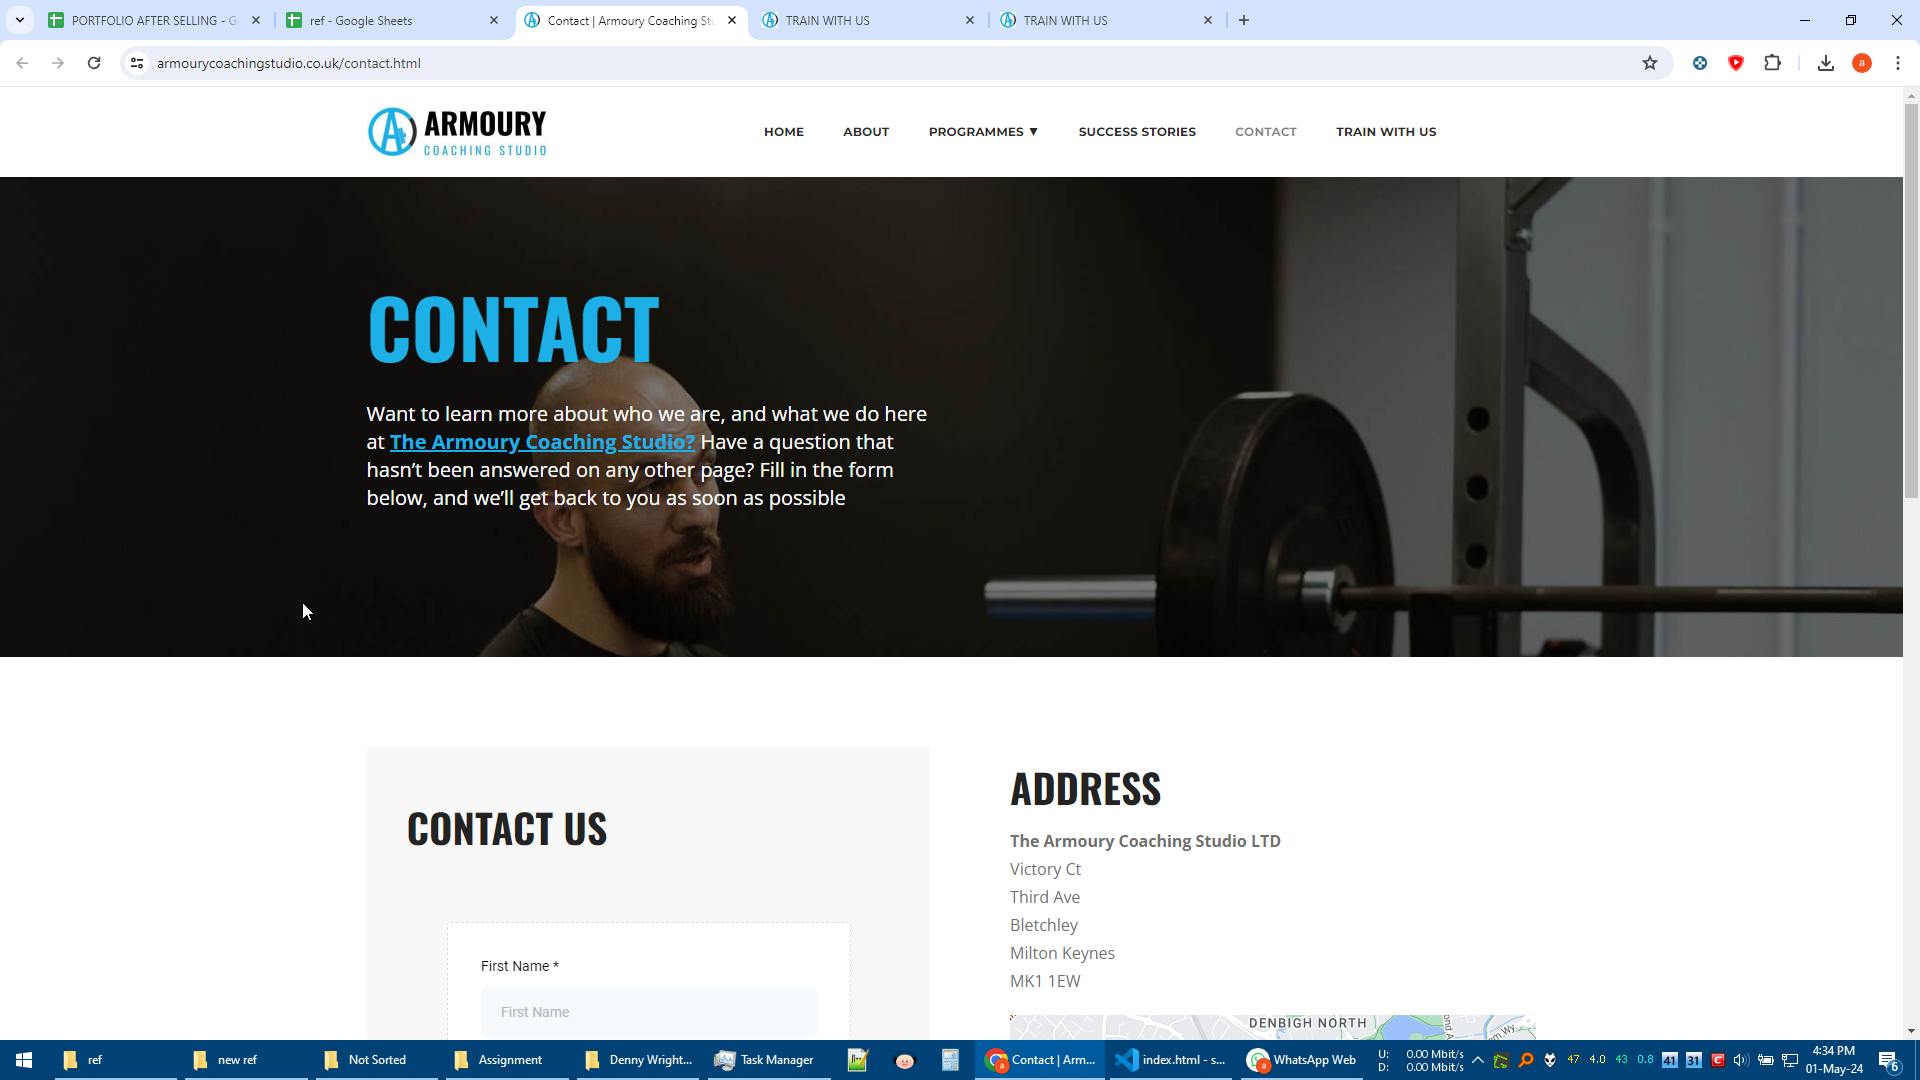 PORTFOLIO AFTER SELLING - G
ref - Google Sheets
Contact | Armoury Coaching St
TRAIN WITH US
TRAIN WITH US
armourycoachingstudio.co.uk/contact.html
a
ARMOURY
COACHING STUDIO
HOME
ABOUT
PROGRAMMES ▼
SUCCESS STORIES
CONTACT
TRAIN WITH US
CONTACT
Want to learn more about who we are, and what we do here
at The Armoury Coaching Studio? Have a question that
hasn’t been answered on any other page? Fill in the form
below, and we’ll get back to you as soon as possible
CONTACT US
First Name *
First Name
ADDRESS
The Armoury Coaching Studio LTD
Victory Ct
Third Ave
Bletchley
Milton Keynes
MK1 1EW
DENBIGH NORTH
ref
new ref
Not Sorted
Assignment
Denny Wright...
Task Manager
Contact | Arm...
index.html - s...
WhatsApp Web
U: 0.00 Mbit/s
D: 0.00 Mbit/s
47 4.0 43 0.8 41 31
4:34 PM
01-May-24
6